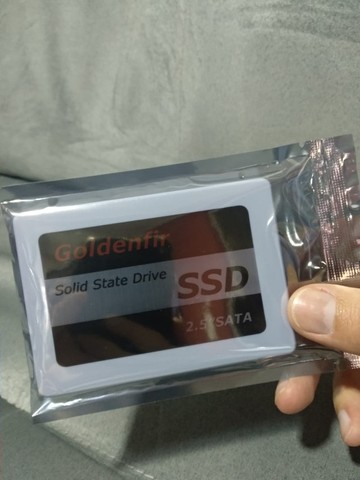 Goldenfir
Solid State Drive
SSD
2.5"SATA